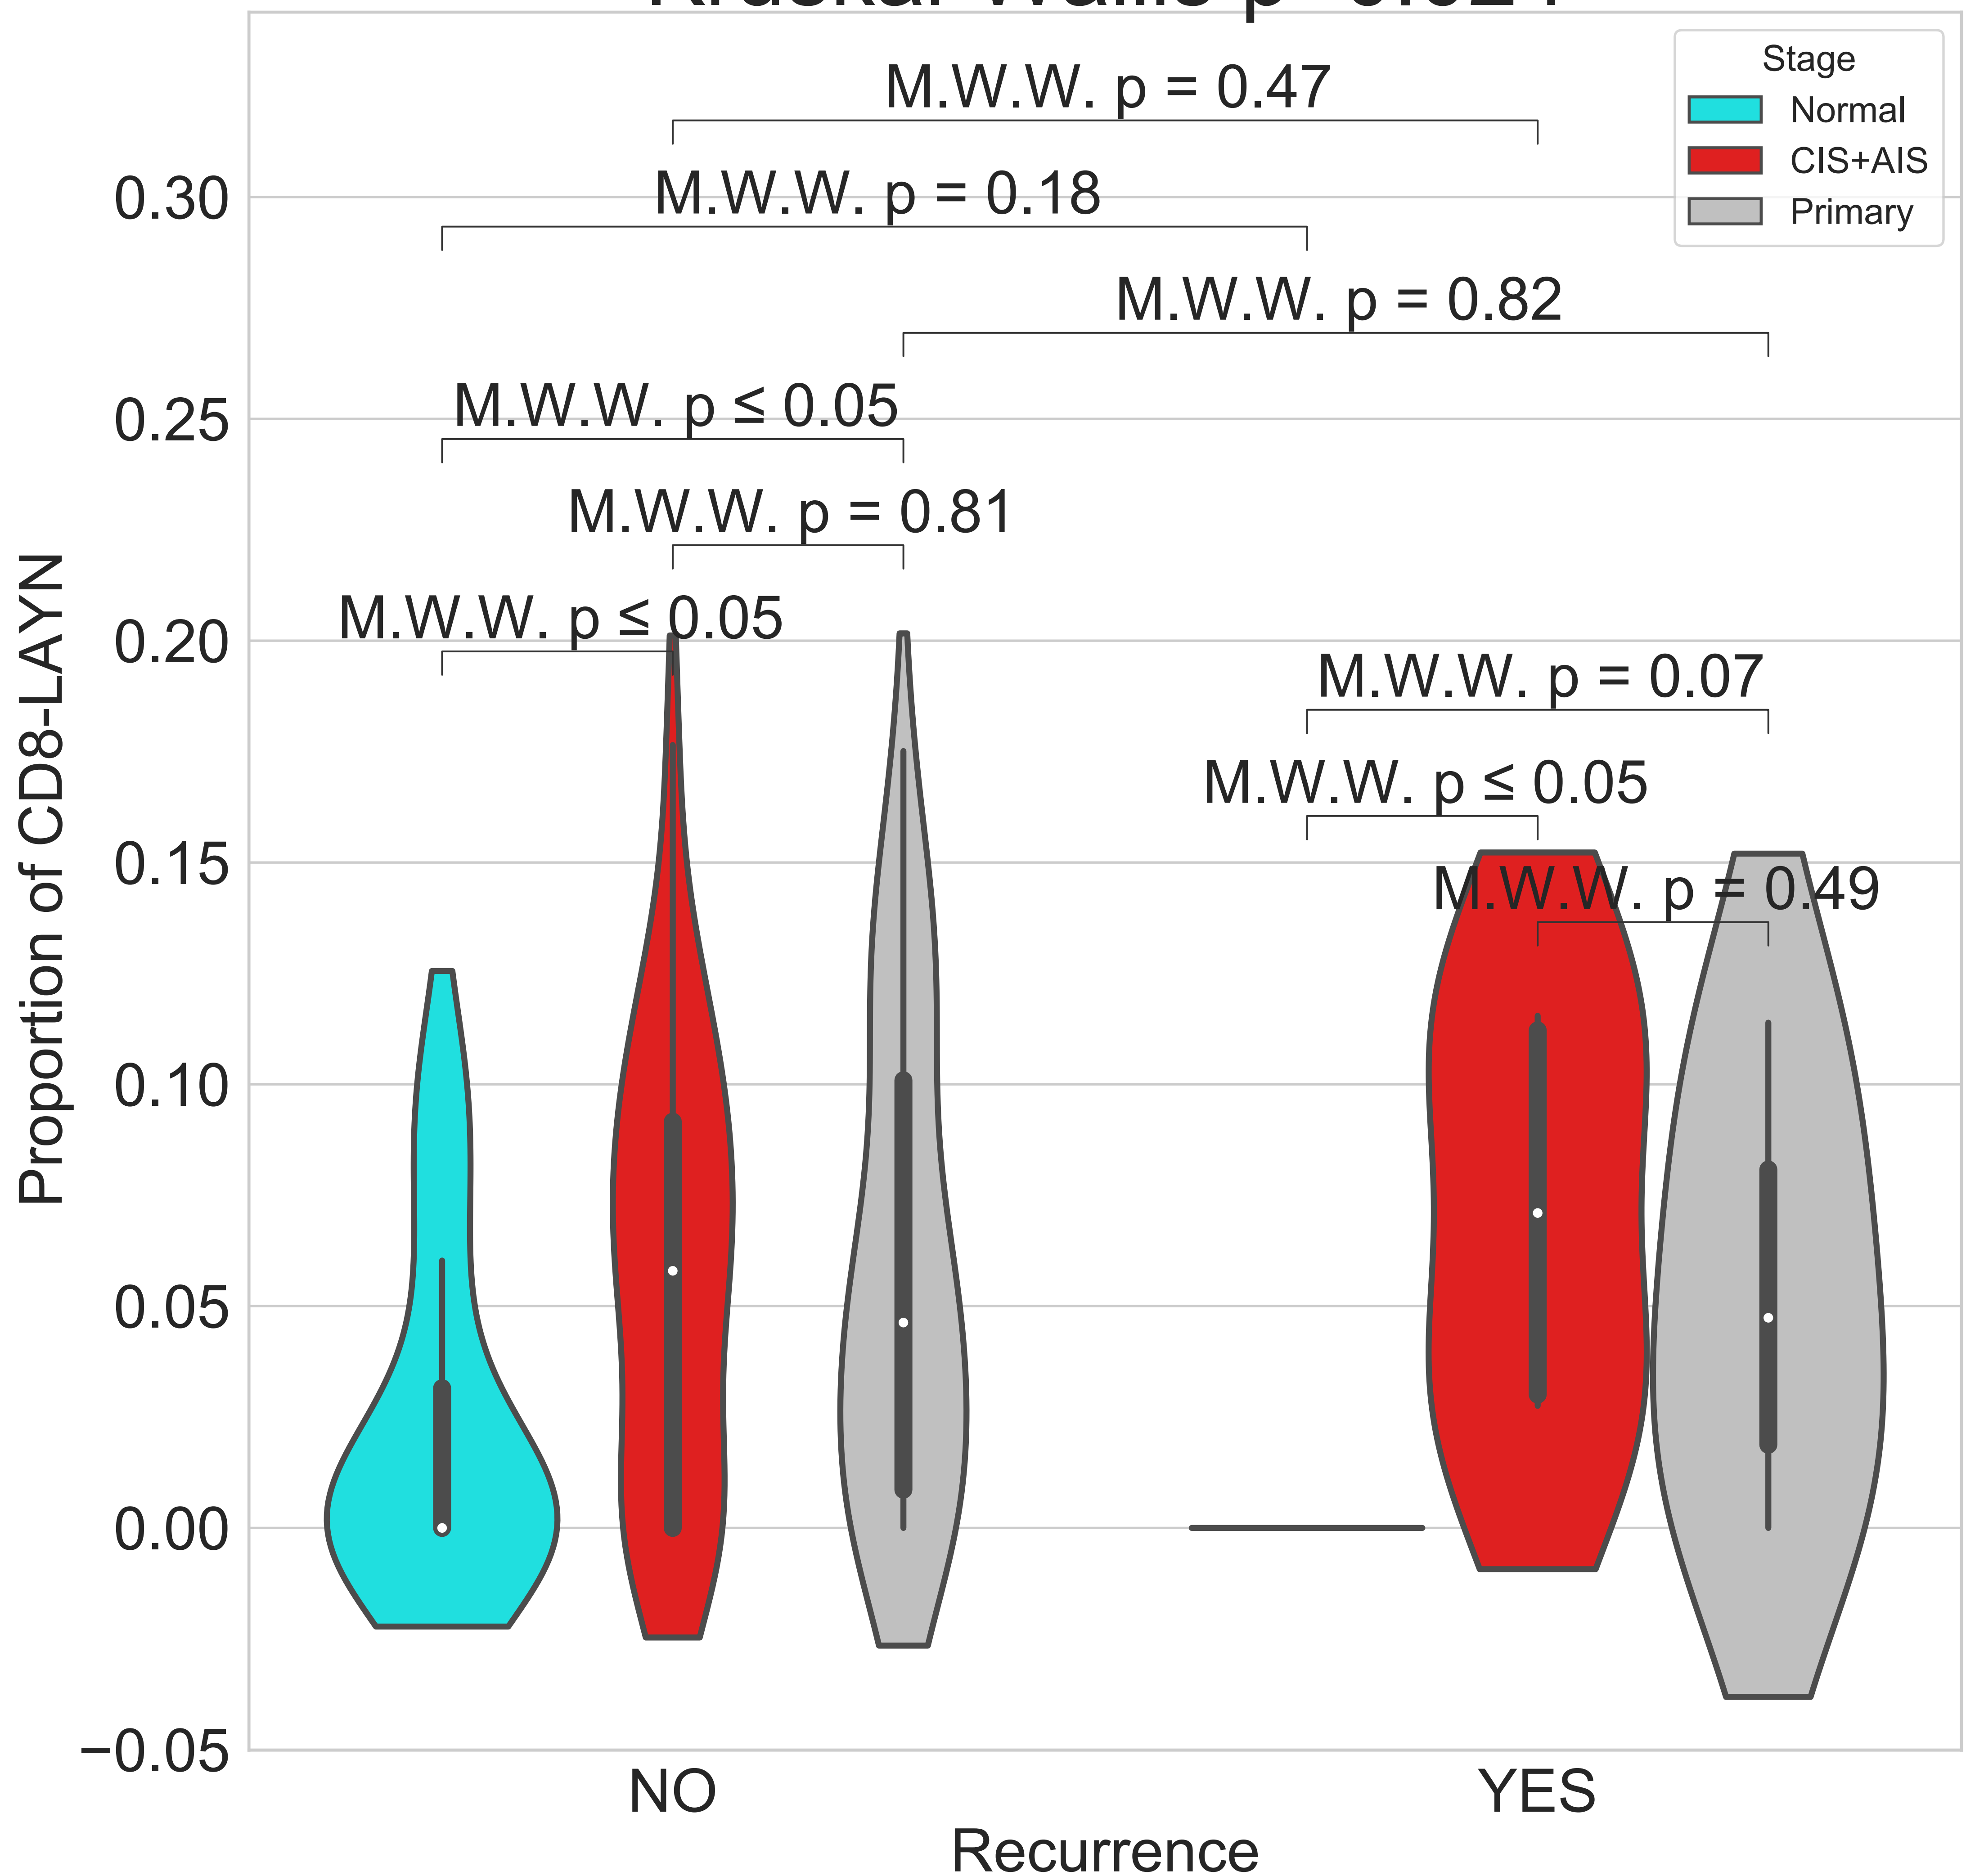 Stage
Normal
CIS+AIS
Primary
M.W.W. p = 0.47
M.W.W. p = 0.18
M.W.W. p = 0.82
M.W.W. p ≤ 0.05
M.W.W. p = 0.81
M.W.W. p ≤ 0.05
M.W.W. p = 0.07
M.W.W. p ≤ 0.05
M.W.W. p = 0.49
Proportion of CD8-LAYN
0.30
0.25
0.20
0.15
0.10
0.05
0.00
−0.05
NO
YES
Recurrence